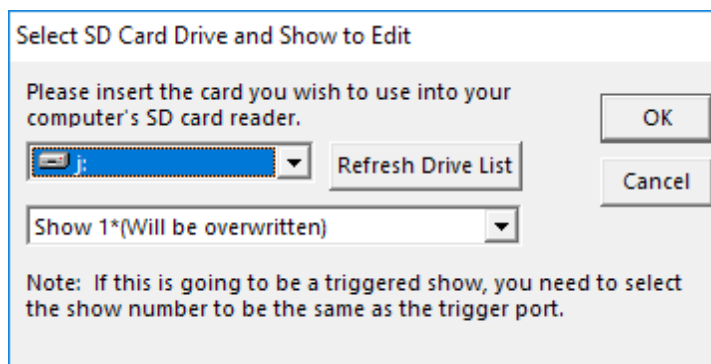 Select SD Card Drive and Show to Edit
Please insert the card you wish to use into your
computer's SD card reader.
OK
j:
Refresh Drive List
Cancel
Show 1*(Will be overwritten)
Note:  If this is going to be a triggered show, you need to select
the show number to be the same as the trigger port.